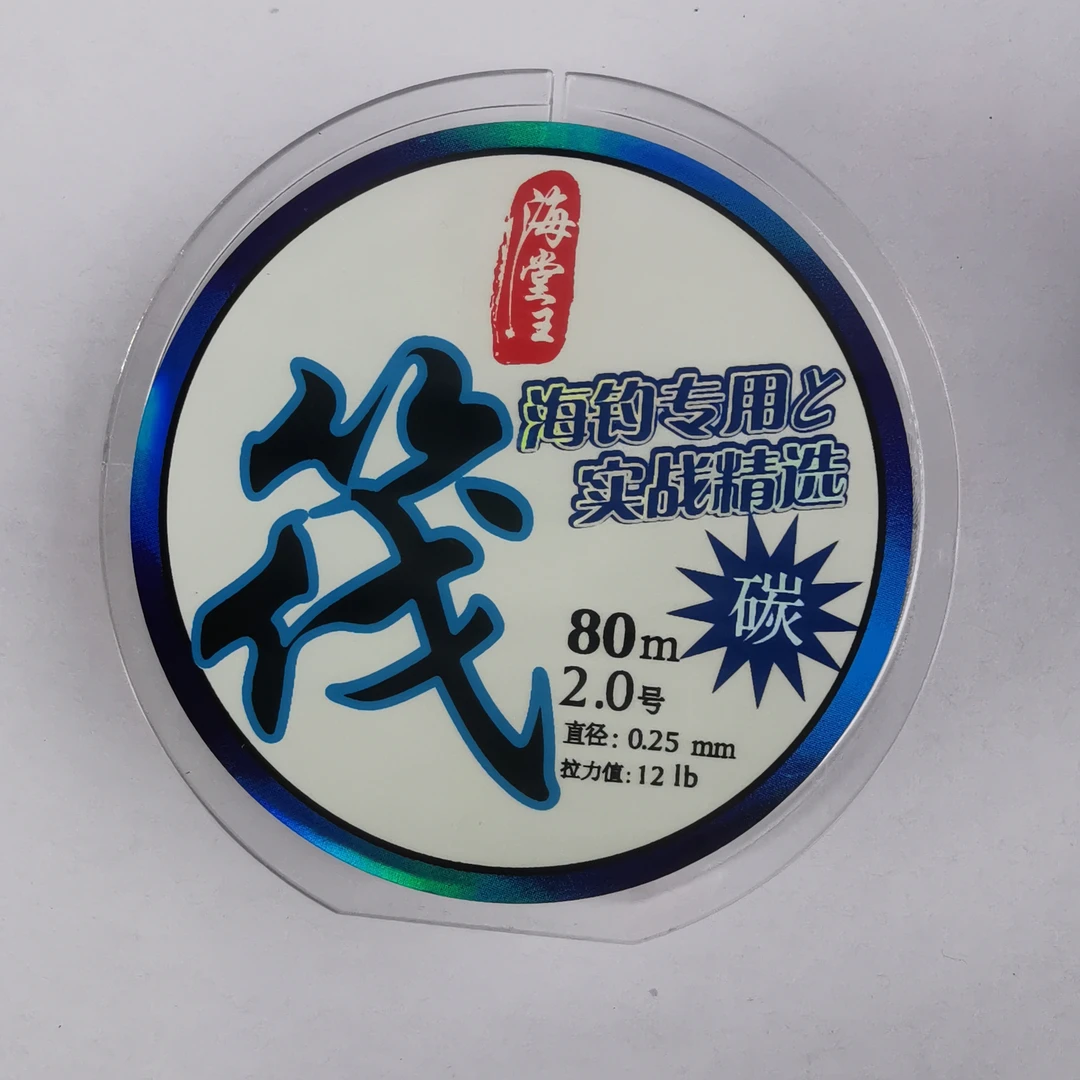 海堂王
筏
海钓专用と
实战精选
碳
80m
2.0号
直径: 0.25 mm
拉力值: 12 lb